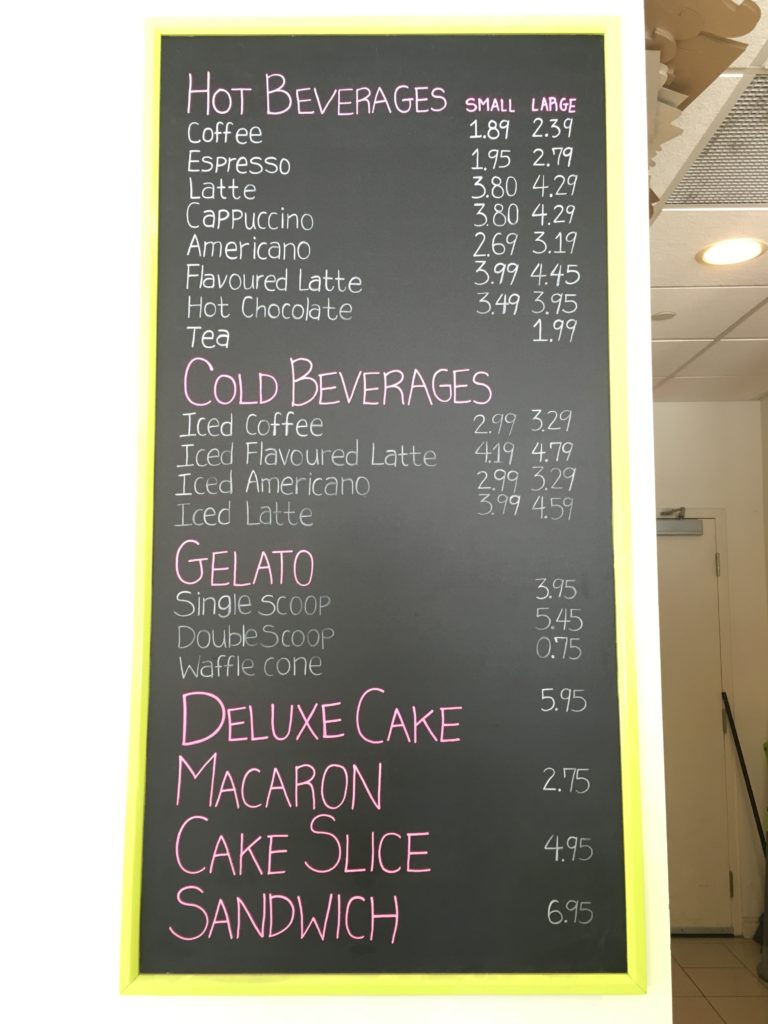 HOT BEVERAGES SMALL LARGE
Coffee 1.89 2.39
Espresso 1.95 2.79
Latte 3.80 4.29
Cappuccino 3.80 4.29
Americano 2.69 3.19
Flavoured Latte 3.99 4.45
Hot Chocolate 3.49 3.95
Tea 1.99
COLD BEVERAGES
Iced Coffee 2.99 3.29
Iced Flavoured Latte 4.19 4.79
Iced Americano 2.99 3.29
Iced Latte 3.99 4.59
GELATO
Single scoop 3.95
Double Scoop 5.45
Waffle cone 0.75
DELUXE CAKE 5.95
MACARON 2.75
CAKE SLICE 4.95
SANDWICH 6.95